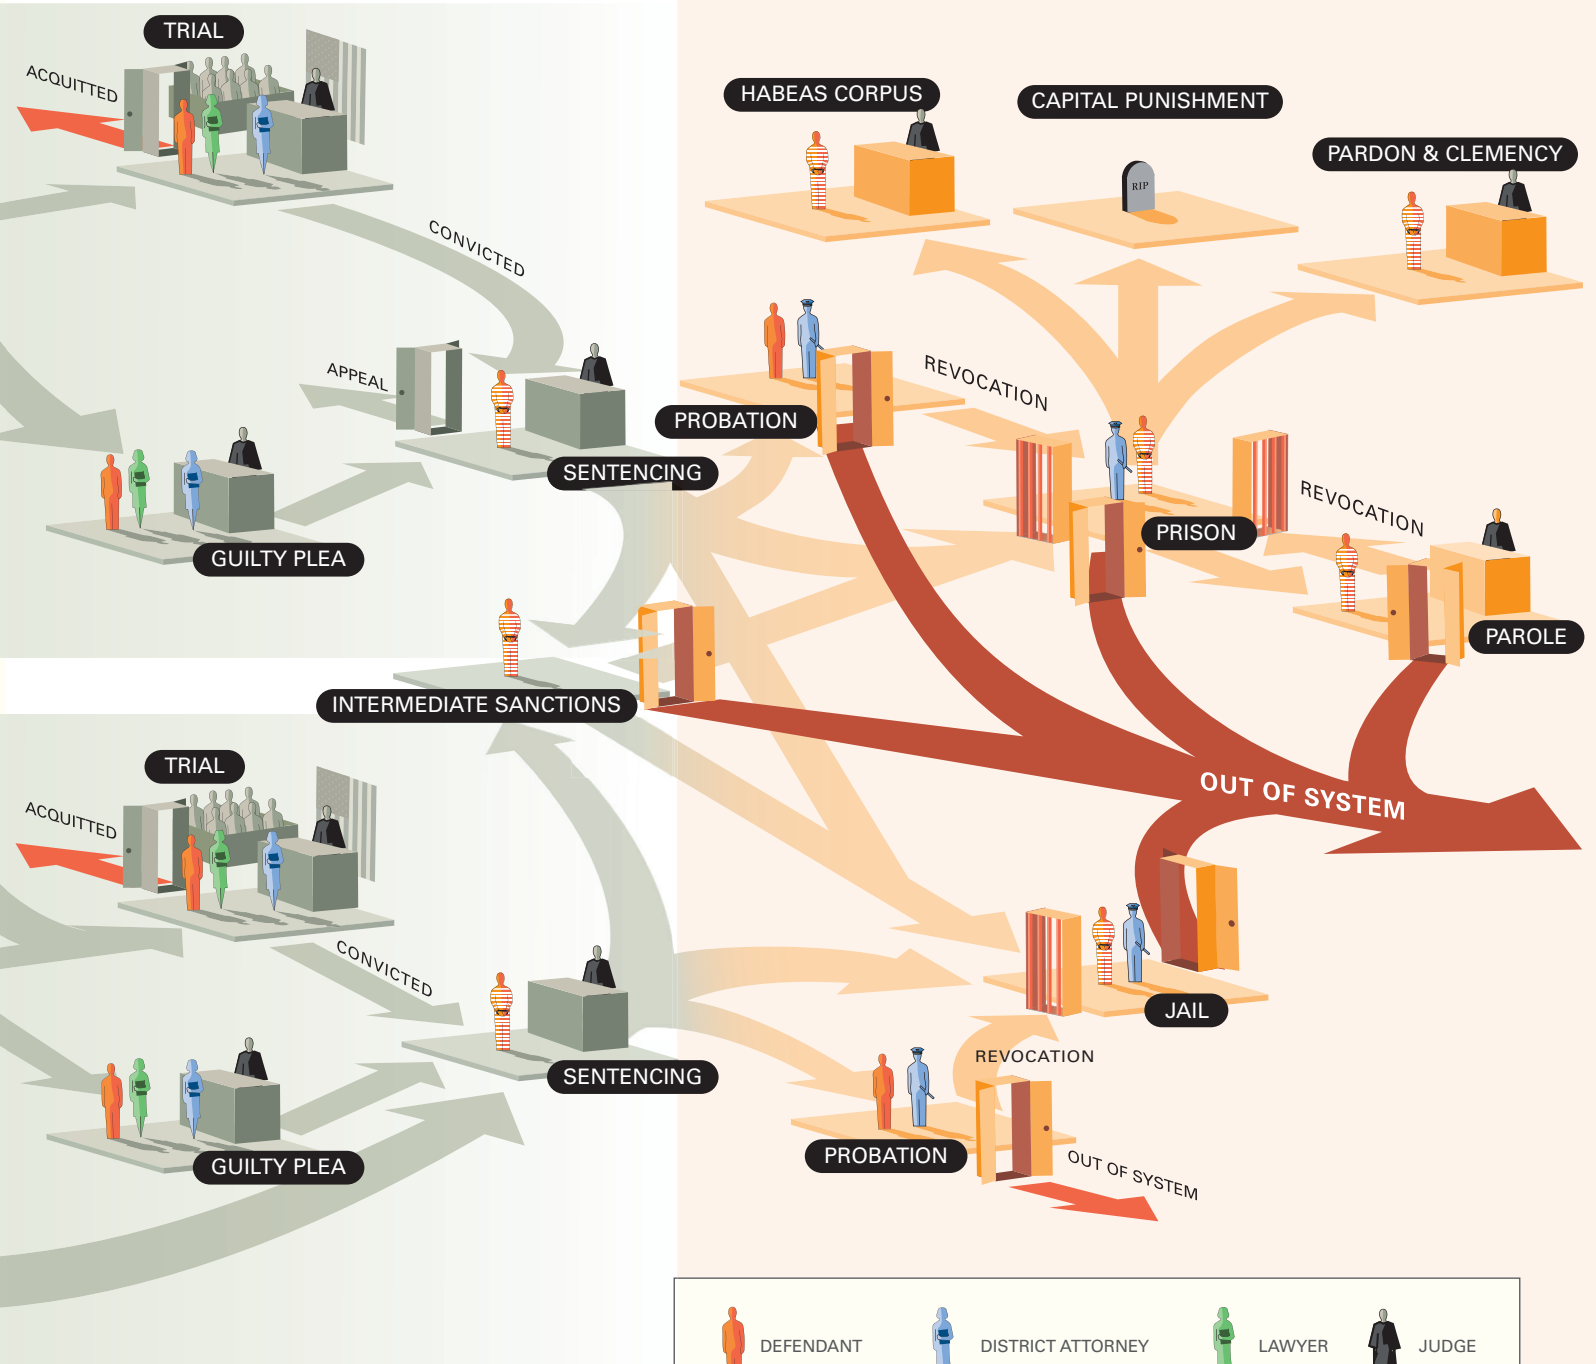 TRIAL
ACQUITTED
HABEAS CORPUS
CAPITAL PUNISHMENT
PARDON & CLEMENCY
RIP
CONVICTED
APPEAL
REVOCATION
PROBATION
SENTENCING
REVOCATION
PRISON
GUILTY PLEA
PAROLE
INTERMEDIATE SANCTIONS
TRIAL
ACQUITTED
OUT OF SYSTEM
CONVICTED
JAIL
REVOCATION
SENTENCING
PROBATION
GUILTY PLEA
OUT OF SYSTEM
DEFENDANT
DISTRICT ATTORNEY
LAWYER
JUDGE